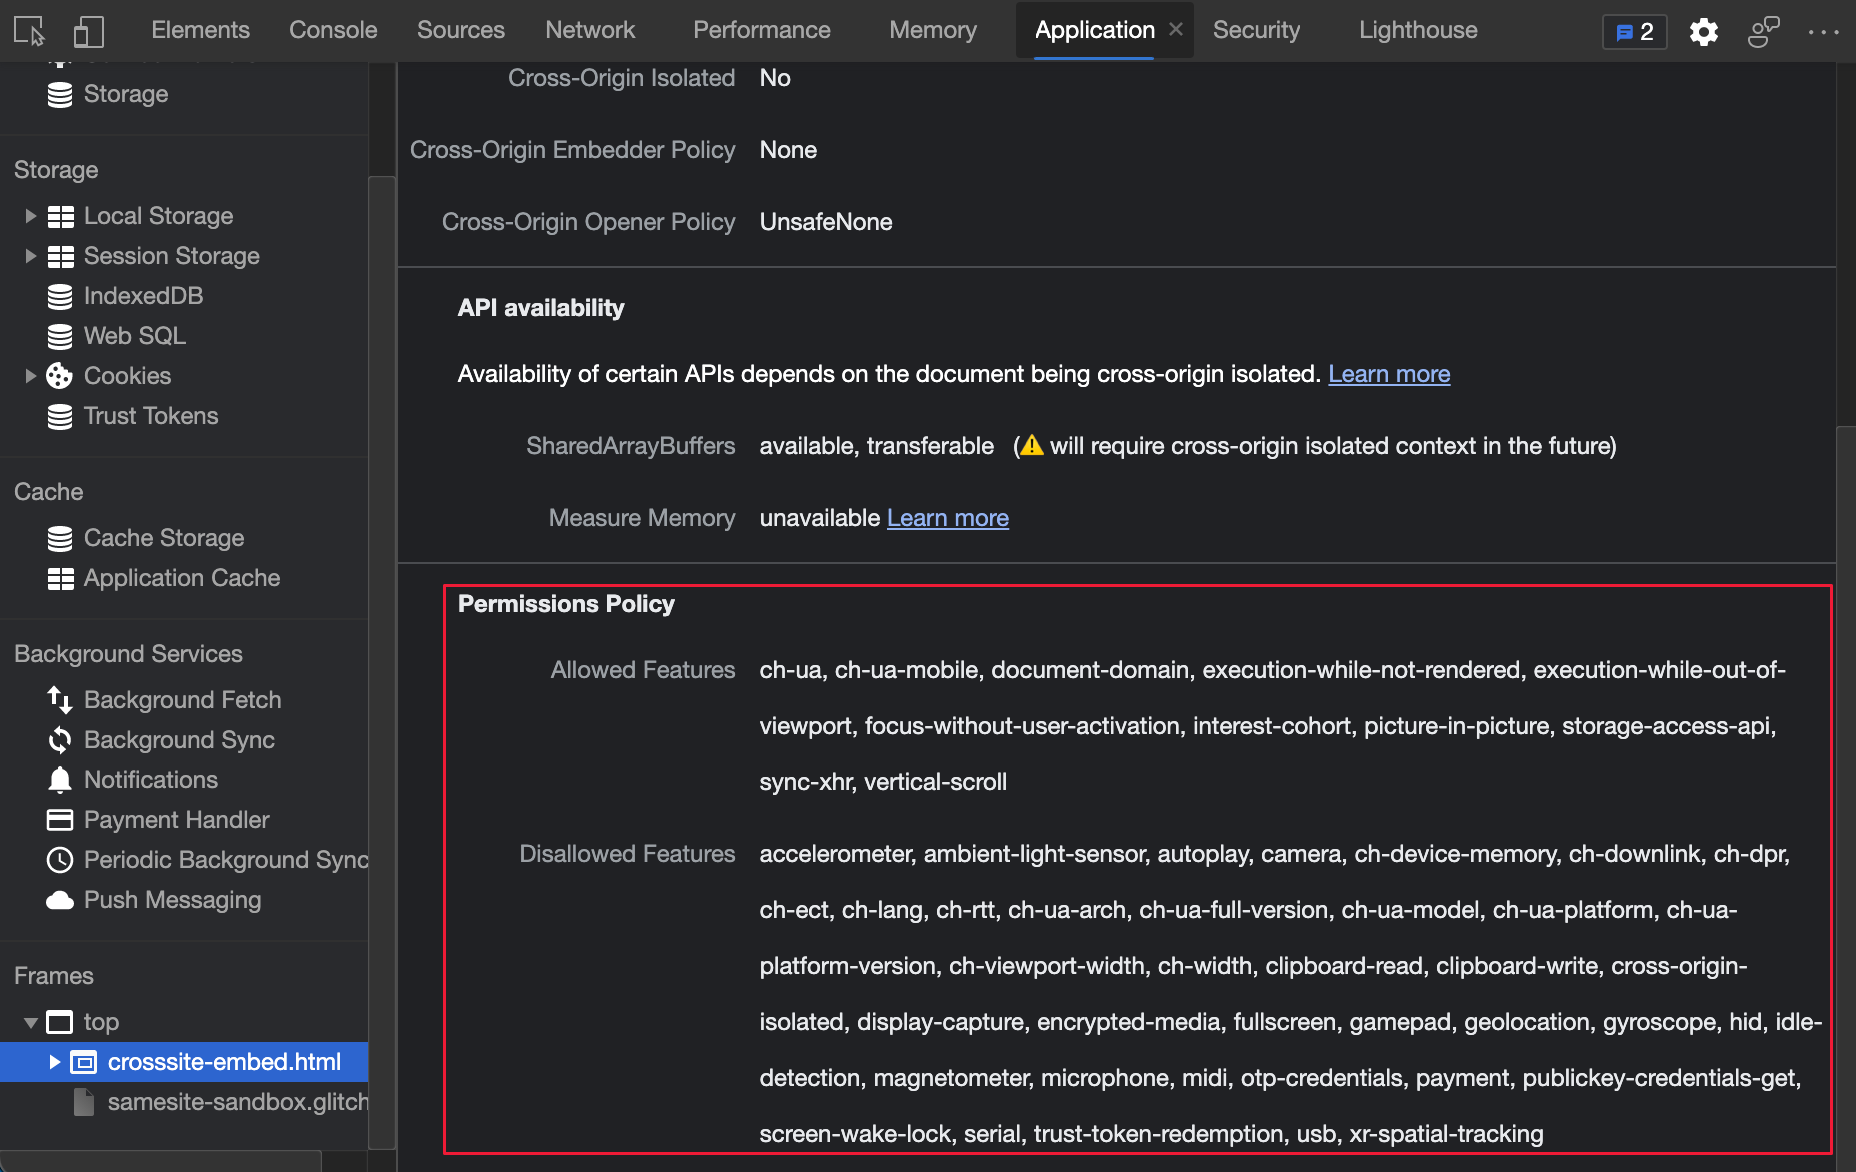 Elements Console Sources Network Performance Memory Application × Security Lighthouse 2
Storage
Storage
Local Storage
Session Storage
IndexedDB
Web SQL
Cookies
Trust Tokens
Cache
Cache Storage
Application Cache
Background Services
Background Fetch
Background Sync
Notifications
Payment Handler
Periodic Background Sync
Push Messaging
Frames
top
crosssite-embed.html
samesite-sandbox.glitch
Cross-Origin Isolated No
Cross-Origin Embedder Policy None
Cross-Origin Opener Policy UnsafeNone
API availability
Availability of certain APIs depends on the document being cross-origin isolated. Learn more
SharedArrayBuffers available, transferable (⚠ will require cross-origin isolated context in the future)
Measure Memory unavailable Learn more
Permissions Policy
Allowed Features ch-ua, ch-ua-mobile, document-domain, execution-while-not-rendered, execution-while-out-of-
viewport, focus-without-user-activation, interest-cohort, picture-in-picture, storage-access-api,
sync-xhr, vertical-scroll
Disallowed Features accelerometer, ambient-light-sensor, autoplay, camera, ch-device-memory, ch-downlink, ch-dpr,
ch-ect, ch-lang, ch-rtt, ch-ua-arch, ch-ua-full-version, ch-ua-model, ch-ua-platform, ch-ua-
platform-version, ch-viewport-width, ch-width, clipboard-read, clipboard-write, cross-origin-
isolated, display-capture, encrypted-media, fullscreen, gamepad, geolocation, gyroscope, hid, idle-
detection, magnetometer, microphone, midi, otp-credentials, payment, publickey-credentials-get,
screen-wake-lock, serial, trust-token-redemption, usb, xr-spatial-tracking